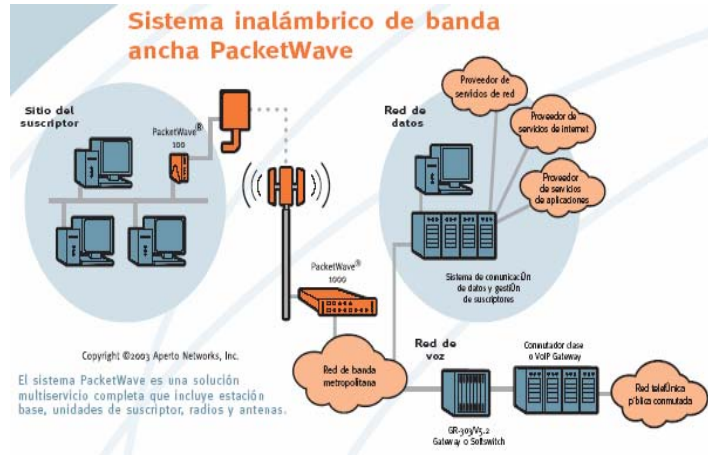 Sistema inalámbrico de banda
ancha PacketWave
Sitio del
suscriptor
PacketWave®
100
Red de
datos
Proveedor de
servicios de red
Proveedor de
servicios de internet
Proveedor
de servicios
de aplicaciones
Sistema de comunicaciÓn
de datos y gestiÓn
de suscriptores
PacketWave®
1000
Copyright ©2003 Aperto Networks, Inc.
El sistema PacketWave es una solución
multiservicio completa que incluye estación
base, unidades de suscriptor, radios y antenas.
Red de banda
metropolitana
Red de
voz
GR-303/V5.2
Gateway o Softswitch
Conmutador clase
o VoIP Gateway
Red telefÚnica
pÏblica conmutada